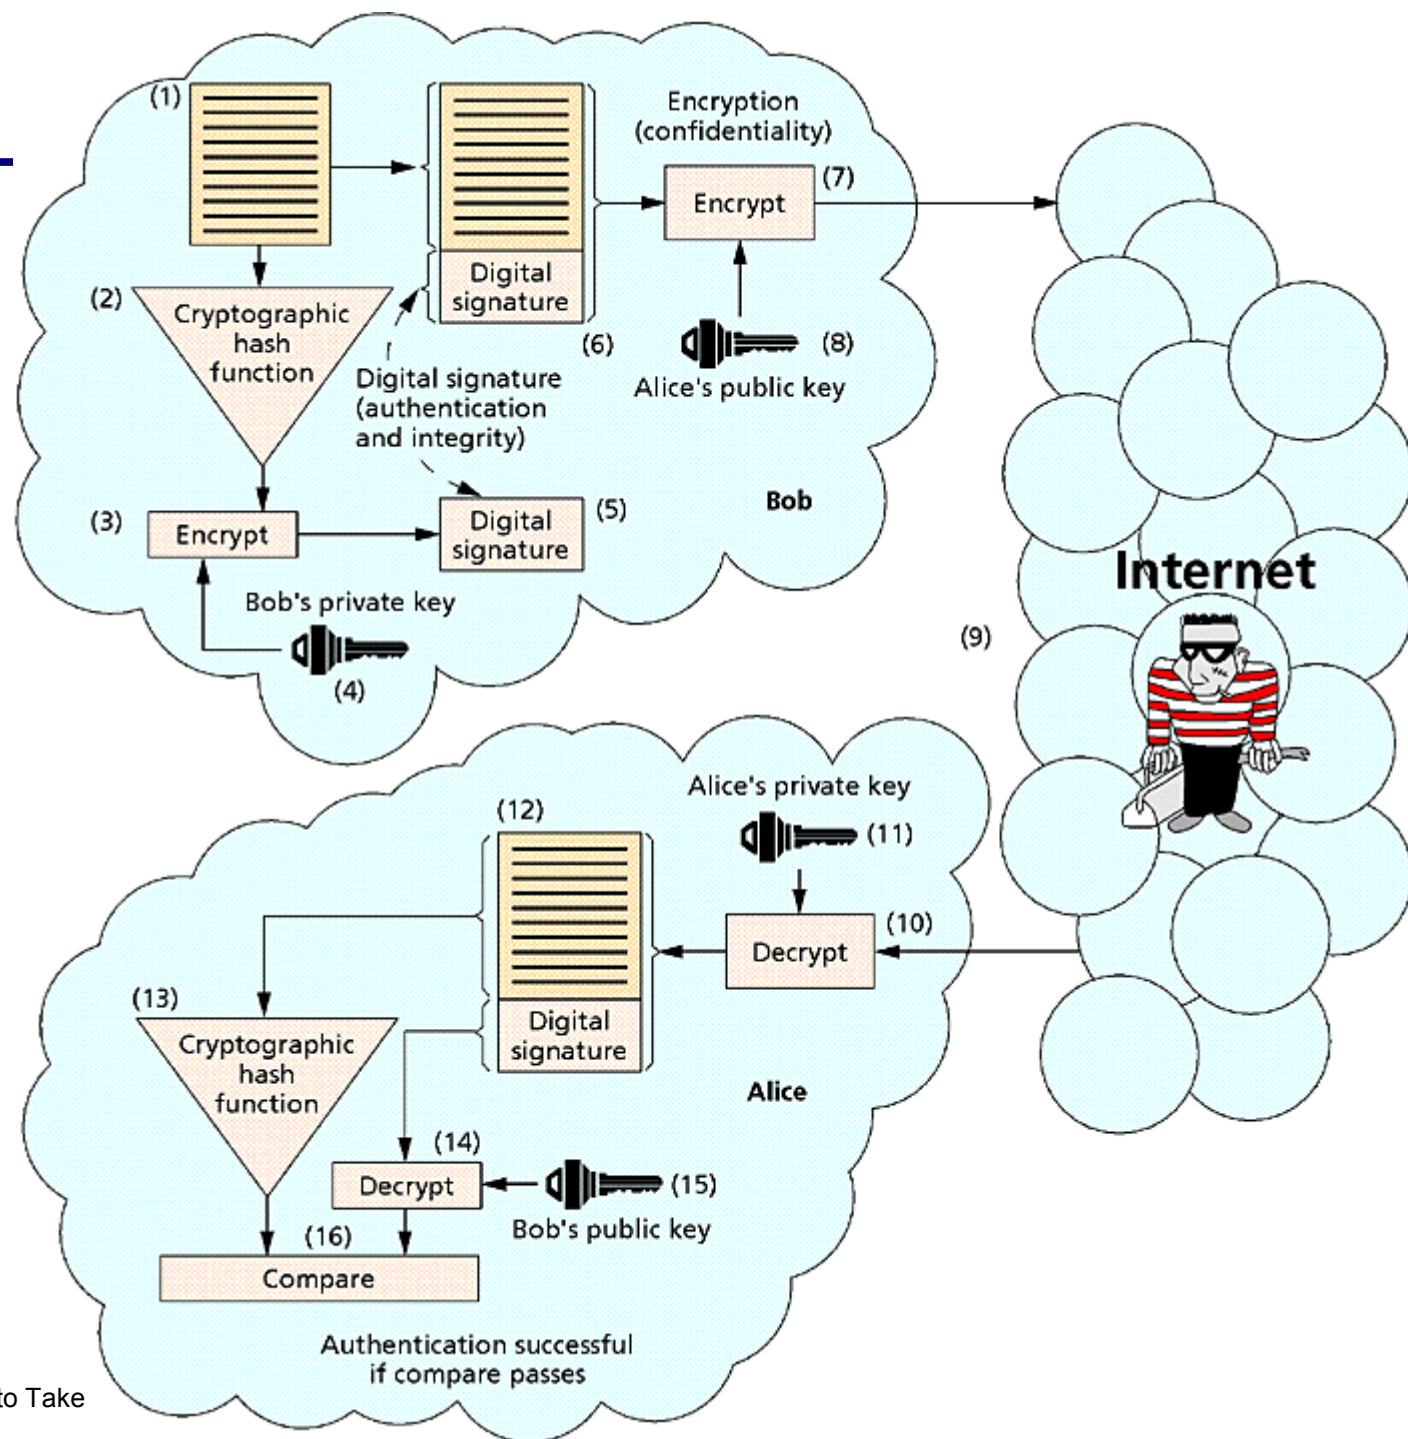 (1)
Encryption
(confidentiality)
(7)
Encrypt
Digital
signature
(2)
Cryptographic
hash
function
(6)
(8)
Alice's public key
Digital signature
(authentication
and integrity)
Bob
(3)
Encrypt
Digital
signature
(5)
Bob's private key
(4)
Internet
(9)
Alice's private key
(11)
(12)
(10)
Decrypt
(13)
Cryptographic
hash
function
Digital
signature
Alice
(14)
Decrypt
(15)
Bob's public key
(16)
Compare
Authentication successful
if compare passes
to Take